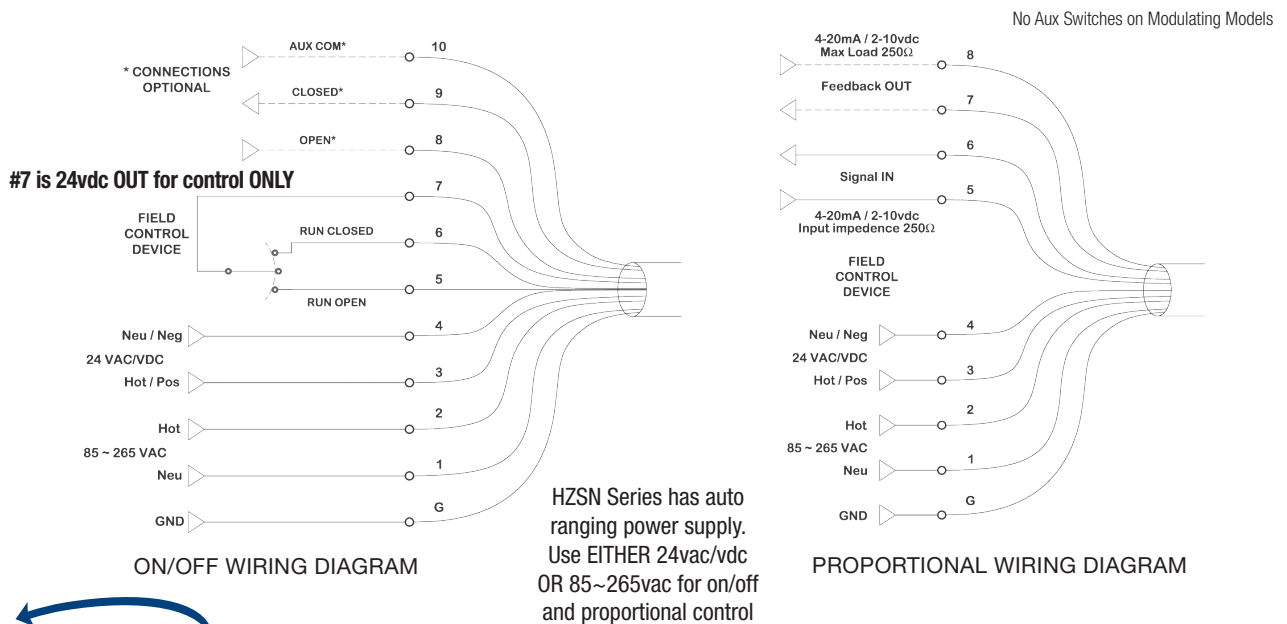 No Aux Switches on Modulating Models
AUX COM*
10
* CONNECTIONS
OPTIONAL
CLOSED*
9
OPEN*
8
#7 is 24vdc OUT for control ONLY
7
FIELD
CONTROL
DEVICE
RUN CLOSED
6
5
RUN OPEN
Neu / Neg
4
24 VAC/VDC
Hot / Pos
3
Hot
2
85 ~ 265 VAC
Neu
1
GND
G
ON/OFF WIRING DIAGRAM
HZSN Series has auto
ranging power supply.
Use EITHER 24vac/vdc
OR 85~265vac for on/off
and proportional control
4-20mA / 2-10vdc
Max Load 250Ω
8
Feedback OUT
7
6
Signal IN
5
4-20mA / 2-10vdc
Input impedence 250Ω
FIELD
CONTROL
DEVICE
Neu / Neg
4
24 VAC/VDC
Hot / Pos
3
Hot
2
85 ~ 265 VAC
Neu
1
GND
G
PROPORTIONAL WIRING DIAGRAM